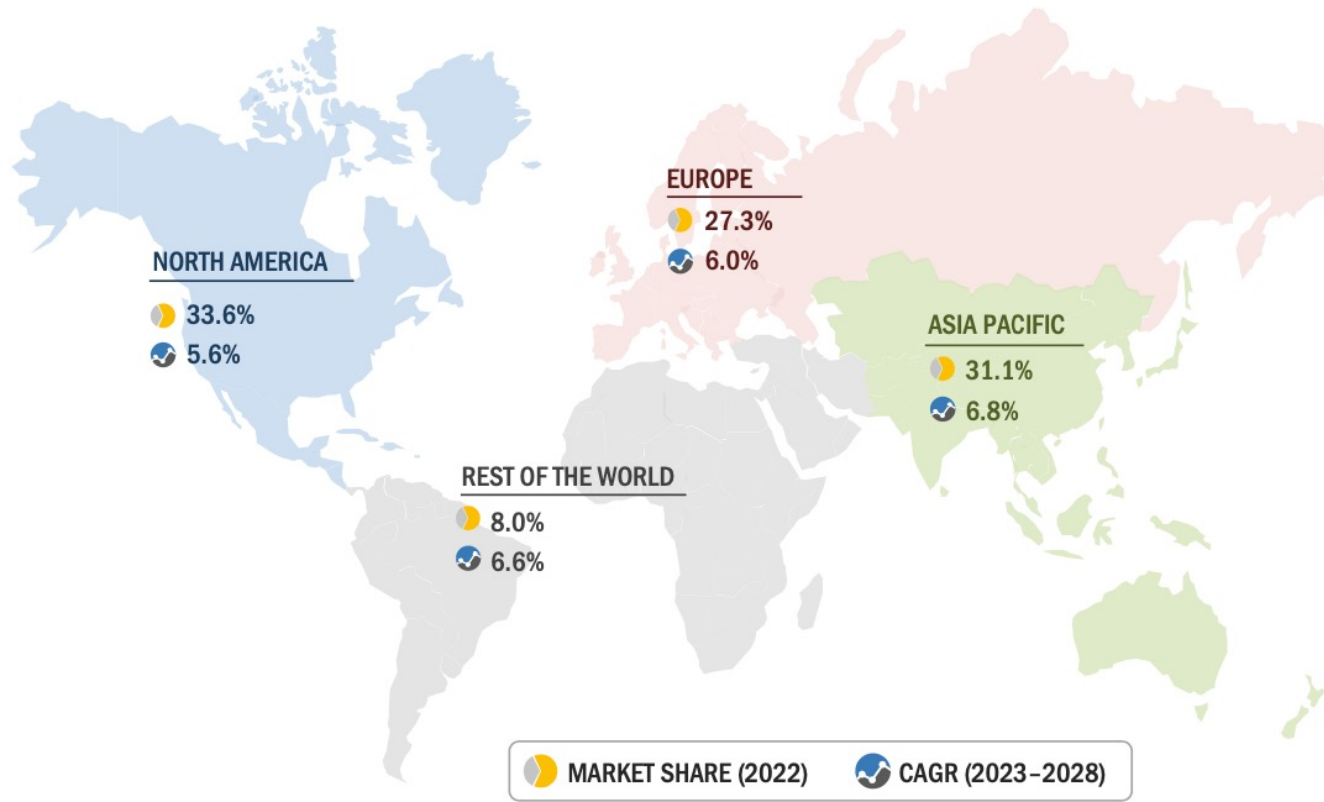 NORTH AMERICA
33.6%
5.6%
EUROPE
27.3%
6.0%
ASIA PACIFIC
31.1%
6.8%
REST OF THE WORLD
8.0%
6.6%
MARKET SHARE (2022) CAGR (2023–2028)